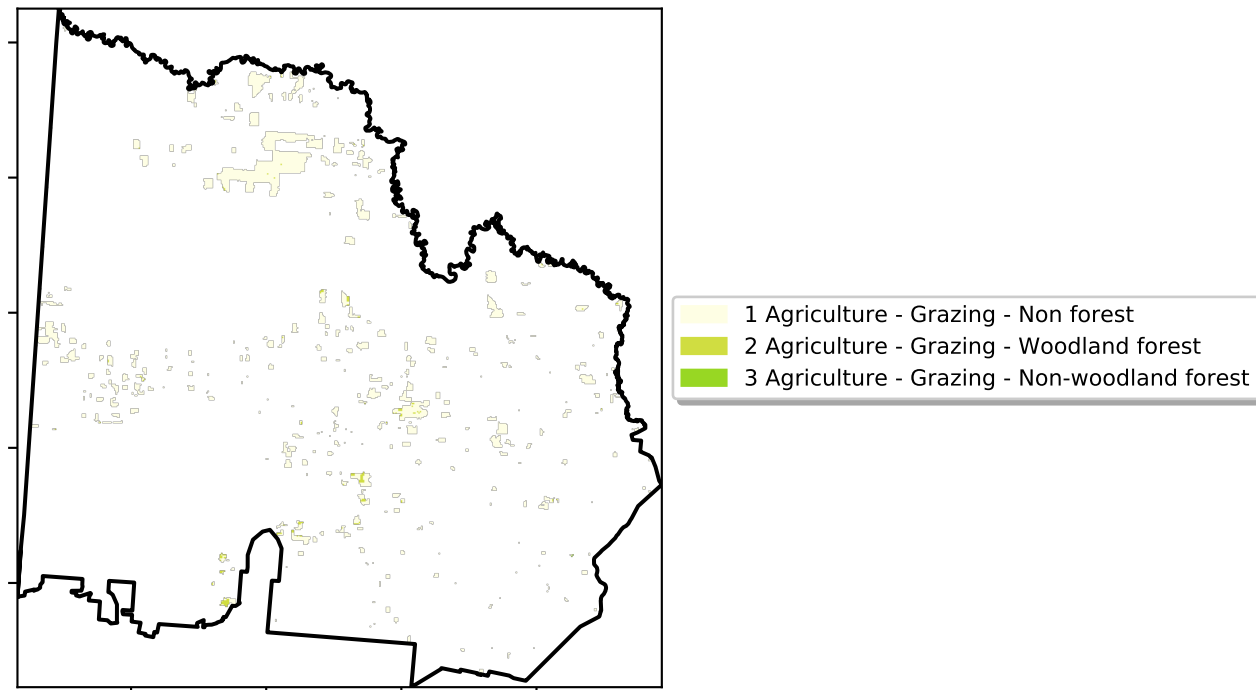 1 Agriculture - Grazing - Non forest
2 Agriculture - Grazing - Woodland forest
3 Agriculture - Grazing - Non-woodland forest